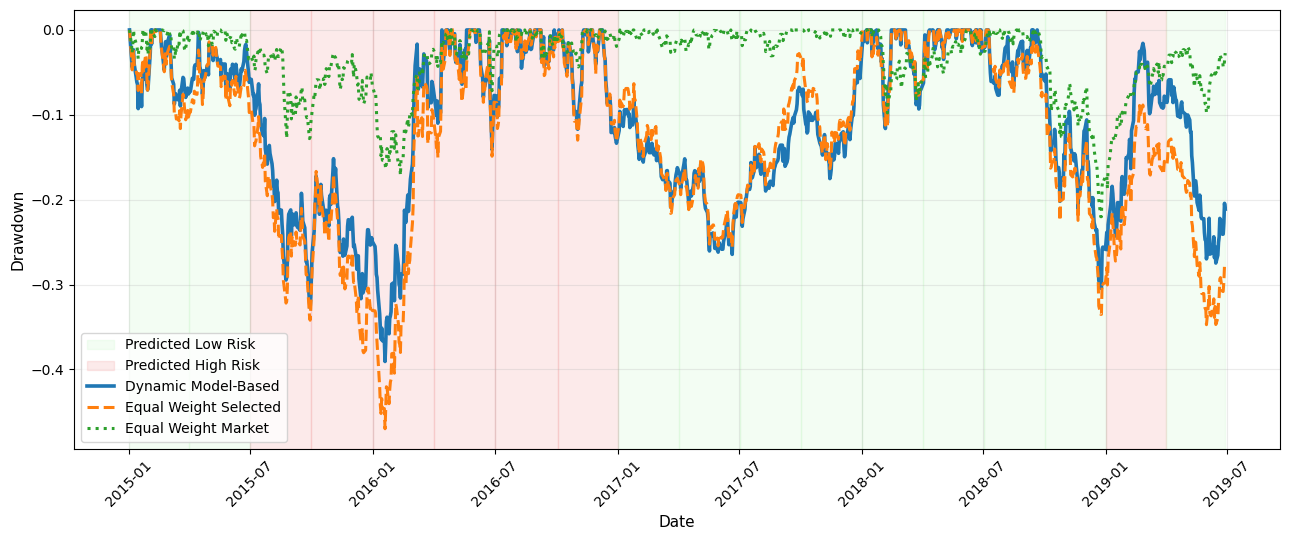 0.0
−0.1
−0.2
−0.3
−0.4
Drawdown
Predicted Low Risk
Predicted High Risk
Dynamic Model-Based
Equal Weight Selected
Equal Weight Market
2015-01
2015-07
2016-01
2016-07
2017-01
2017-07
2018-01
2018-07
2019-01
2019-07
Date